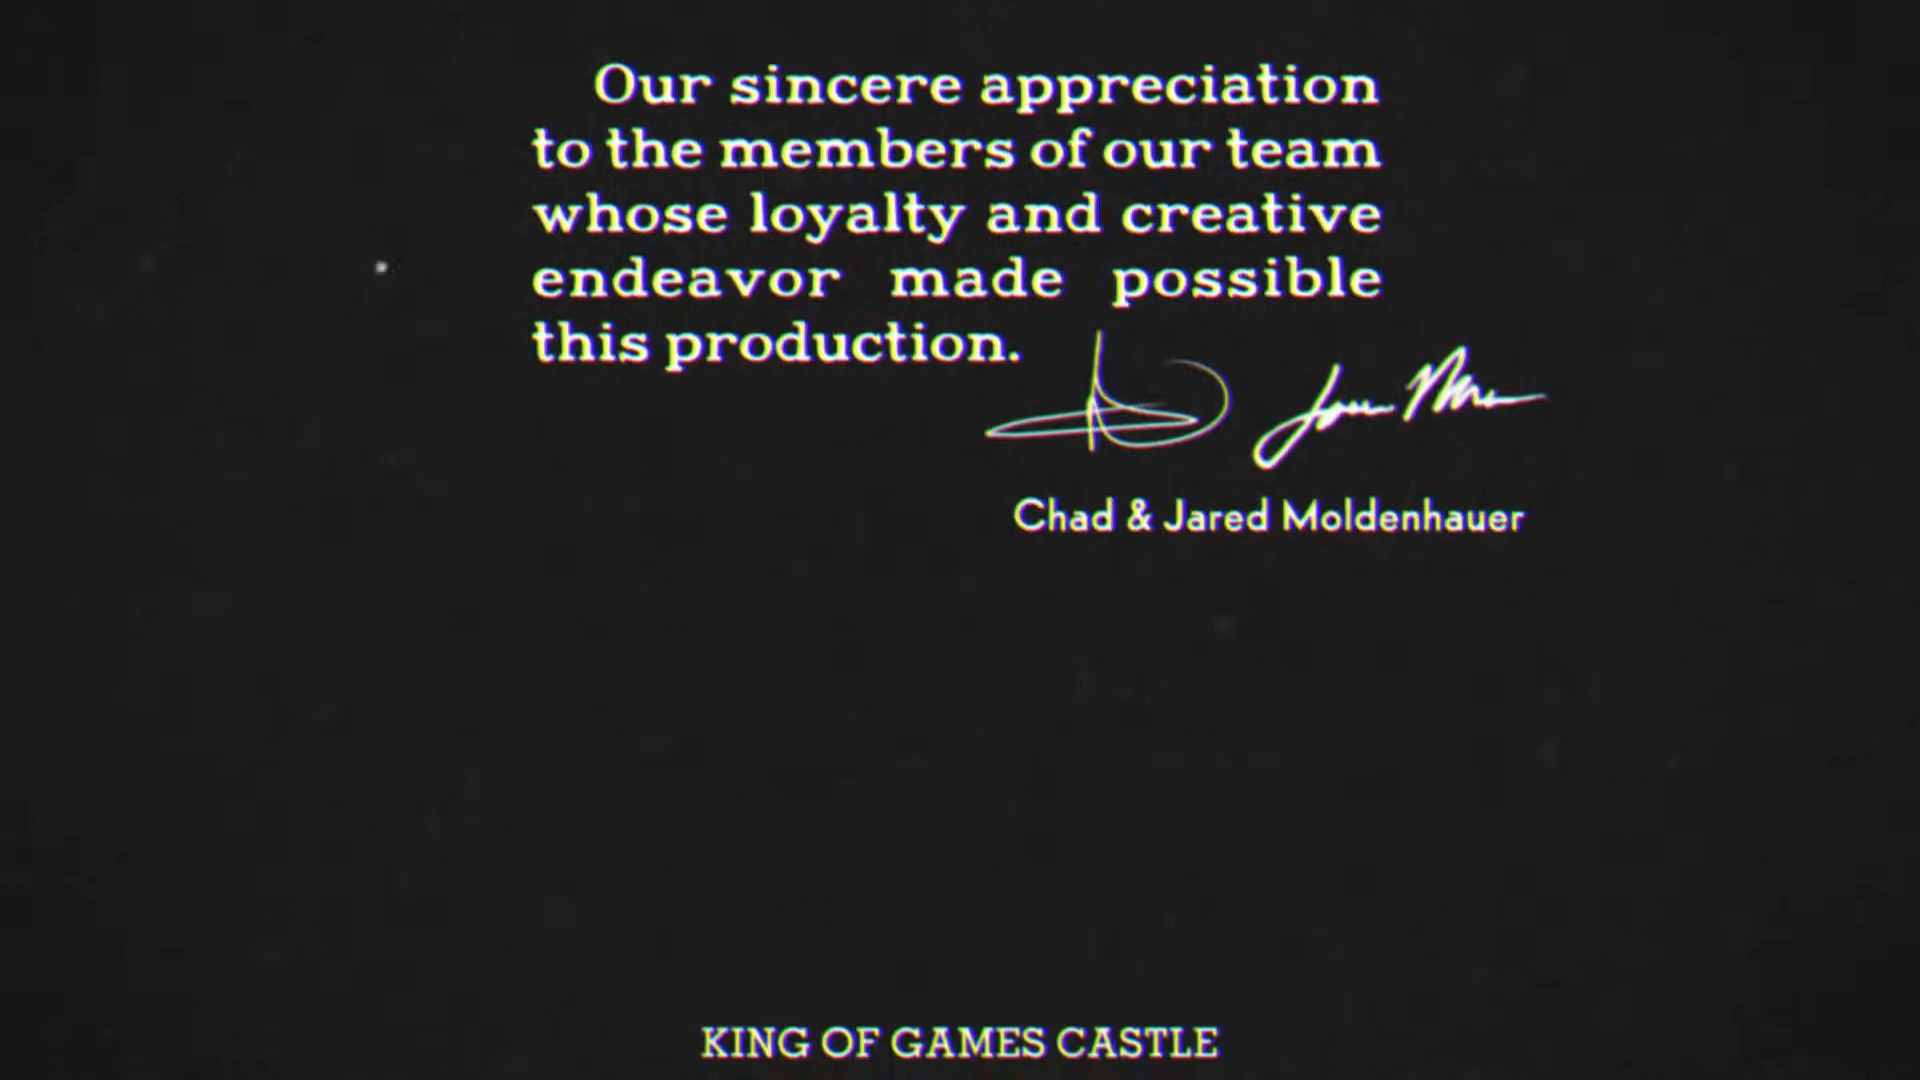 Our sincere appreciation
to the members of our team
whose loyalty and creative
endeavor made possible
this production.
Chad & Jared Moldenhauer
KING OF GAMES CASTLE